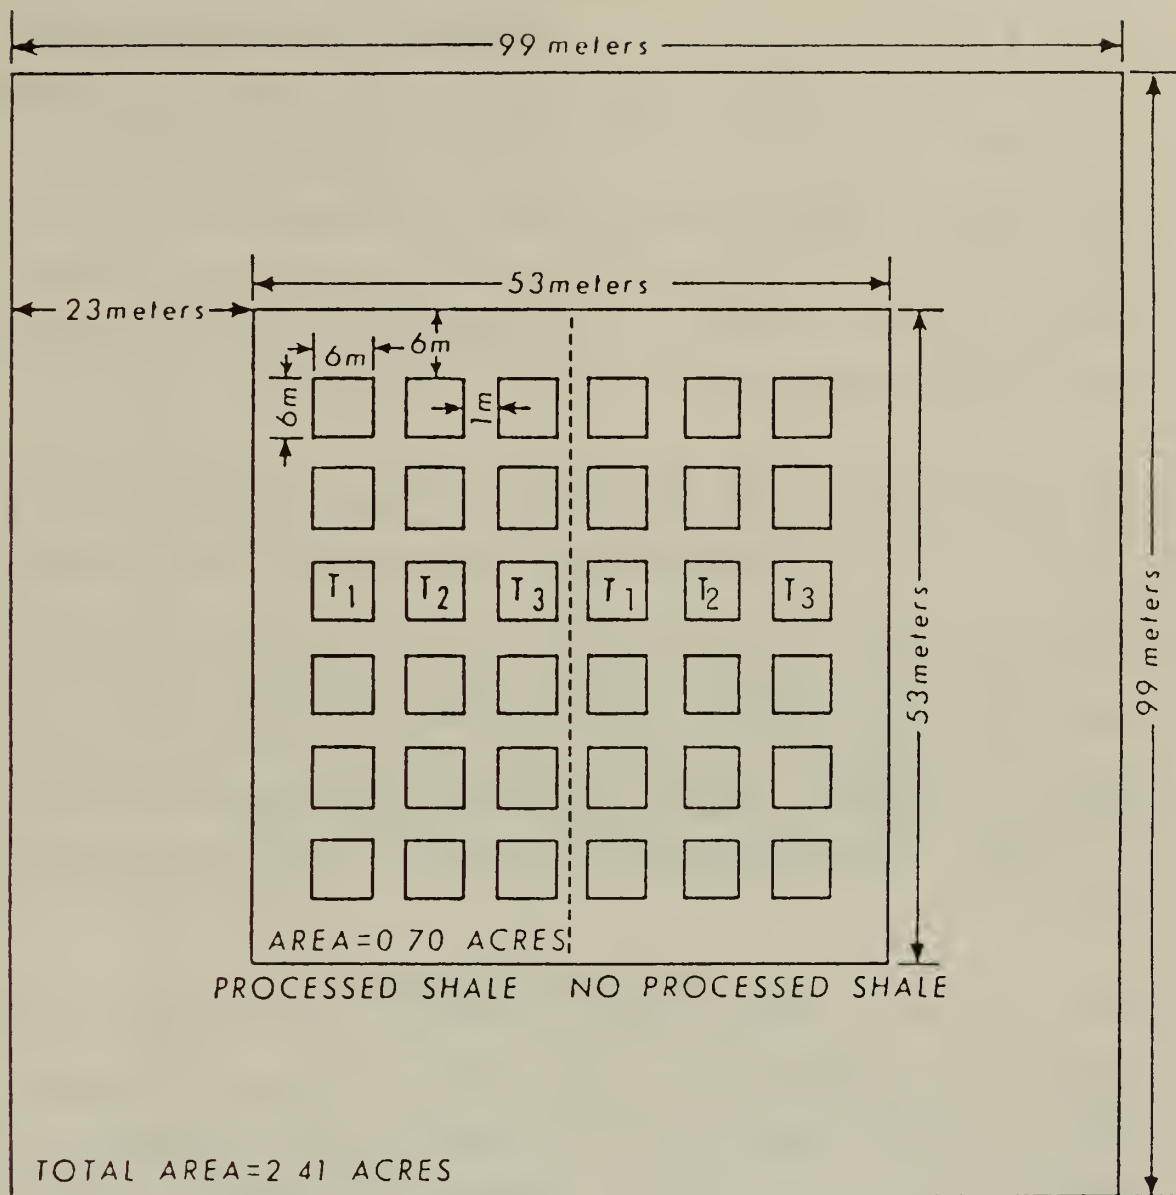 99 meters
53 meters
23 meters
6m 6m
6m
1m
T1 T2 T3 T1 T2 T3
53 meters
99 meters
AREA=0 70 ACRES
PROCESSED SHALE NO PROCESSED SHALE
TOTAL AREA=2 41 ACRES